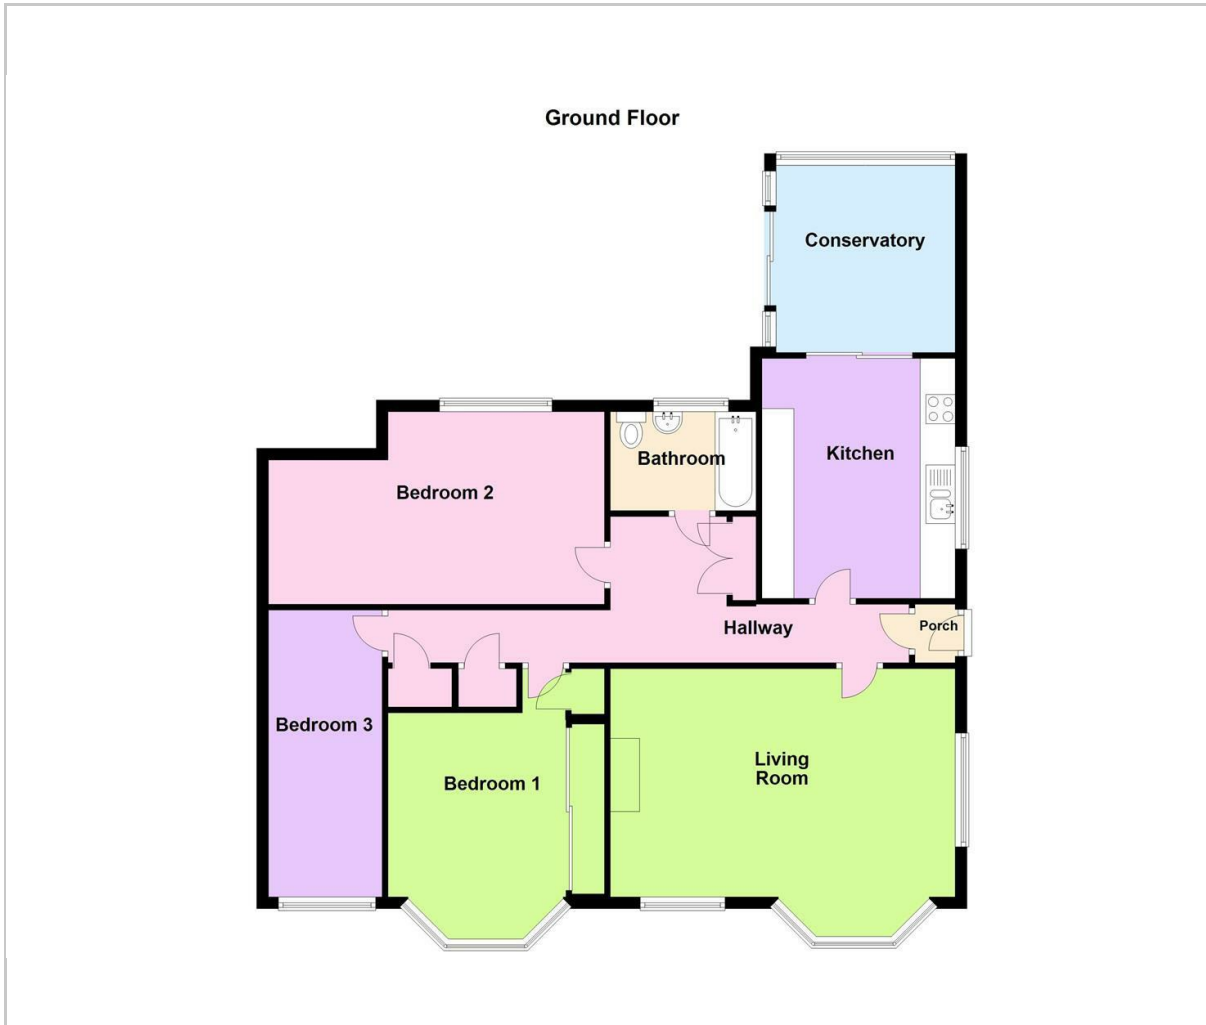 Ground Floor
Conservatory
Kitchen
Bathroom
Bedroom 2
Hallway
Porch
Bedroom 3
Bedroom 1
Living
Room